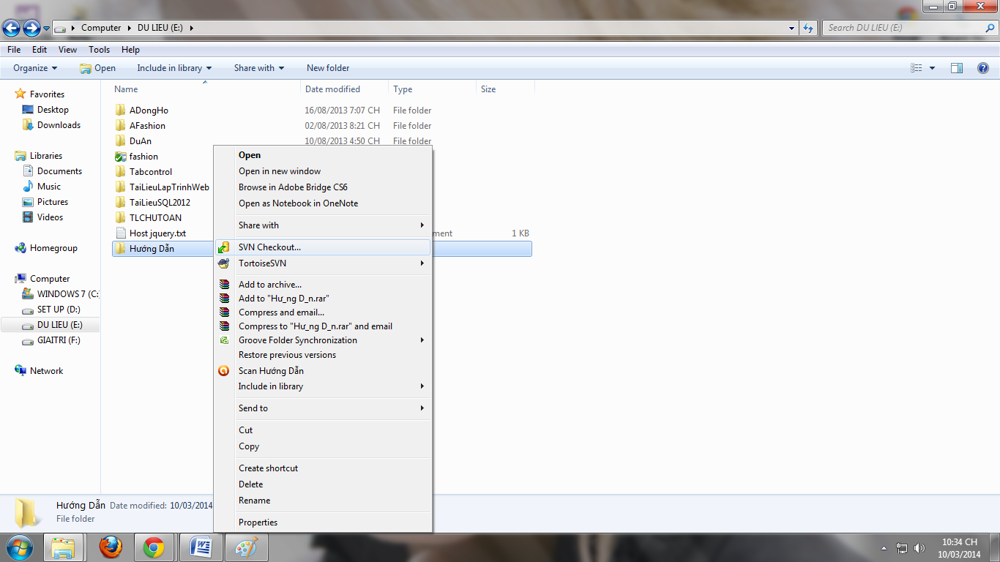 Computer DU LIEU (E:) Search DU LIEU (E:)
File Edit View Tools Help
Organize Open Include in library Share with New folder
Name Date modified Type Size
Favorites
Desktop
Downloads
Libraries
Documents
Music
Pictures
Videos
Homegroup
Computer
WINDOWS 7 (C:
SET UP (D:)
DU LIEU (E:)
GIAITRI (F:)
Network
ADongHo 16/08/2013 7:07 CH File folder
AFashion 02/08/2013 8:21 CH File folder
DuAn 10/08/2013 4:50 CH File folder
fashion
Tabcontrol
TaiLieuLapTrinhWeb
TaiLieuSQL2012
TLCHUTOAN
Host jquery.txt ment 1 KB
Hướng Dẫn
Open
Open in new window
Browse in Adobe Bridge CS6
Open as Notebook in OneNote
Share with
SVN Checkout...
TortoiseSVN
Add to archive...
Add to "Hư_ng D_n.rar"
Compress and email...
Compress to "Hư_ng D_n.rar" and email
Groove Folder Synchronization
Restore previous versions
Scan Hướng Dẫn
Include in library
Send to
Cut
Copy
Create shortcut
Delete
Rename
Properties
Hướng Dẫn Date modified: 10/03/2014
File folder
10:34 CH
10/03/2014